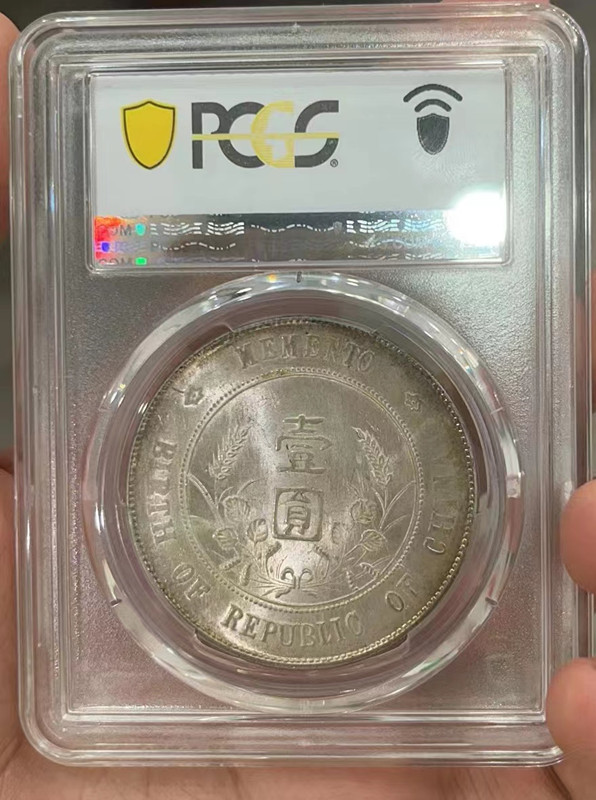 PCGS
MEMENTO
壹
圓
BIRTH OF REPUBLIC OF CHINA